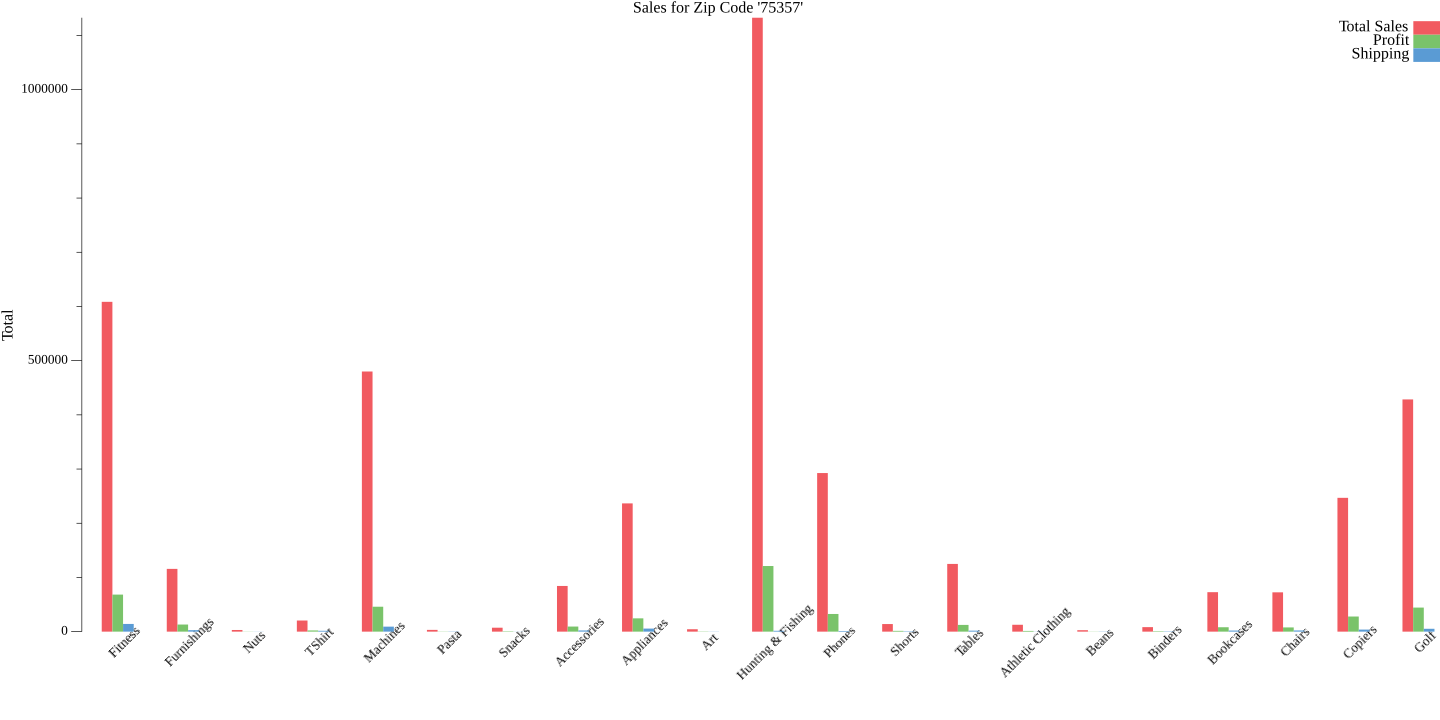 Sales for Zip Code '75357'
Total Sales
Profit
Shipping
1000000
500000
0
Total
Fitness
Furnishings
Nuts
TShirt
Machines
Pasta
Snacks
Accessories
Appliances
Art
Hunting & Fishing
Phones
Shorts
Tables
Athletic Clothing
Beans
Binders
Bookcases
Chairs
Copiers
Golf